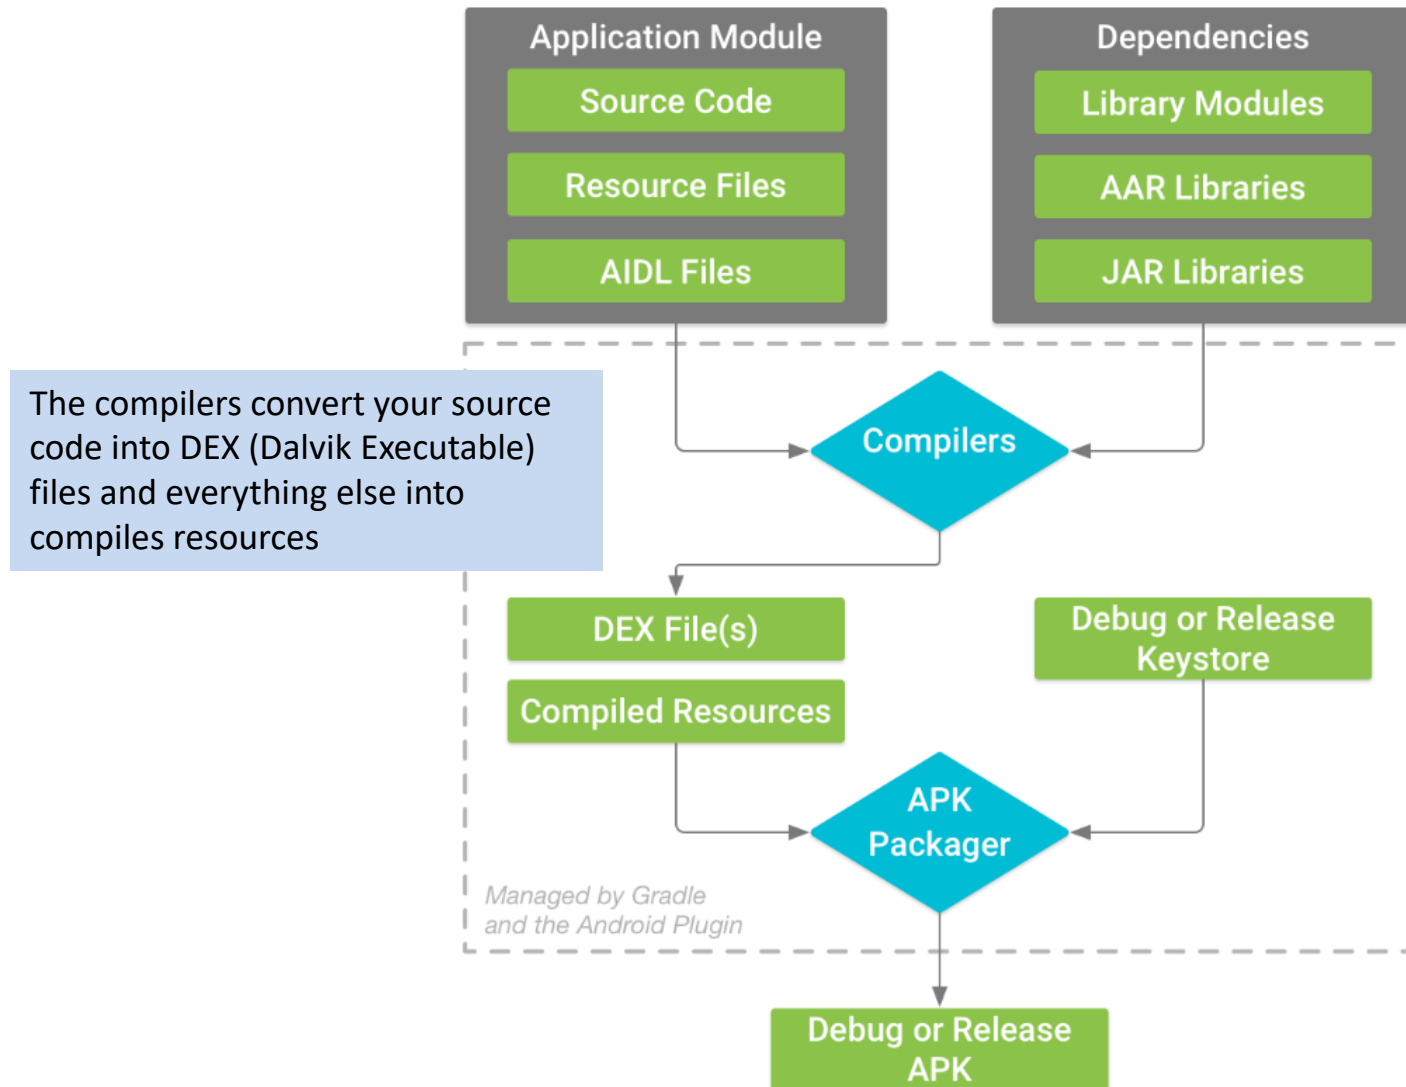 Application Module
Source Code
Resource Files
AIDL Files
Dependencies
Library Modules
AAR Libraries
JAR Libraries
The compilers convert your source
code into DEX (Dalvik Executable)
files and everything else into
compiles resources
Compilers
DEX File(s)
Compiled Resources
Debug or Release
Keystore
APK
Packager
Managed by Gradle
and the Android Plugin
Debug or Release
APK